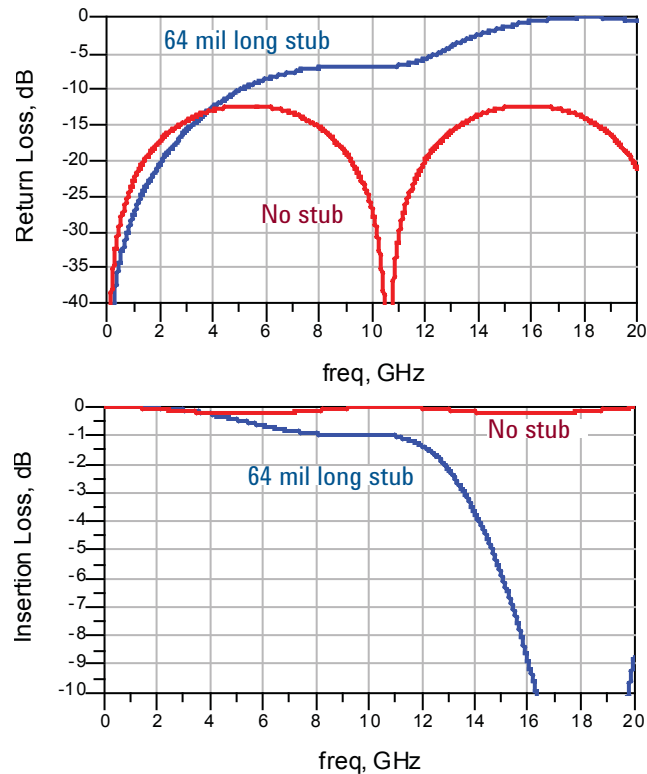 0
-5
-10
-15
-20
-25
-30
-35
-40
Return Loss, dB
64 mil long stub
No stub
0 2 4 6 8 10 12 14 16 18 20
freq, GHz
0
-1
-2
-3
-4
-5
-6
-7
-8
-9
-10
Insertion Loss, dB
No stub
64 mil long stub
0 2 4 6 8 10 12 14 16 18 20
freq, GHz